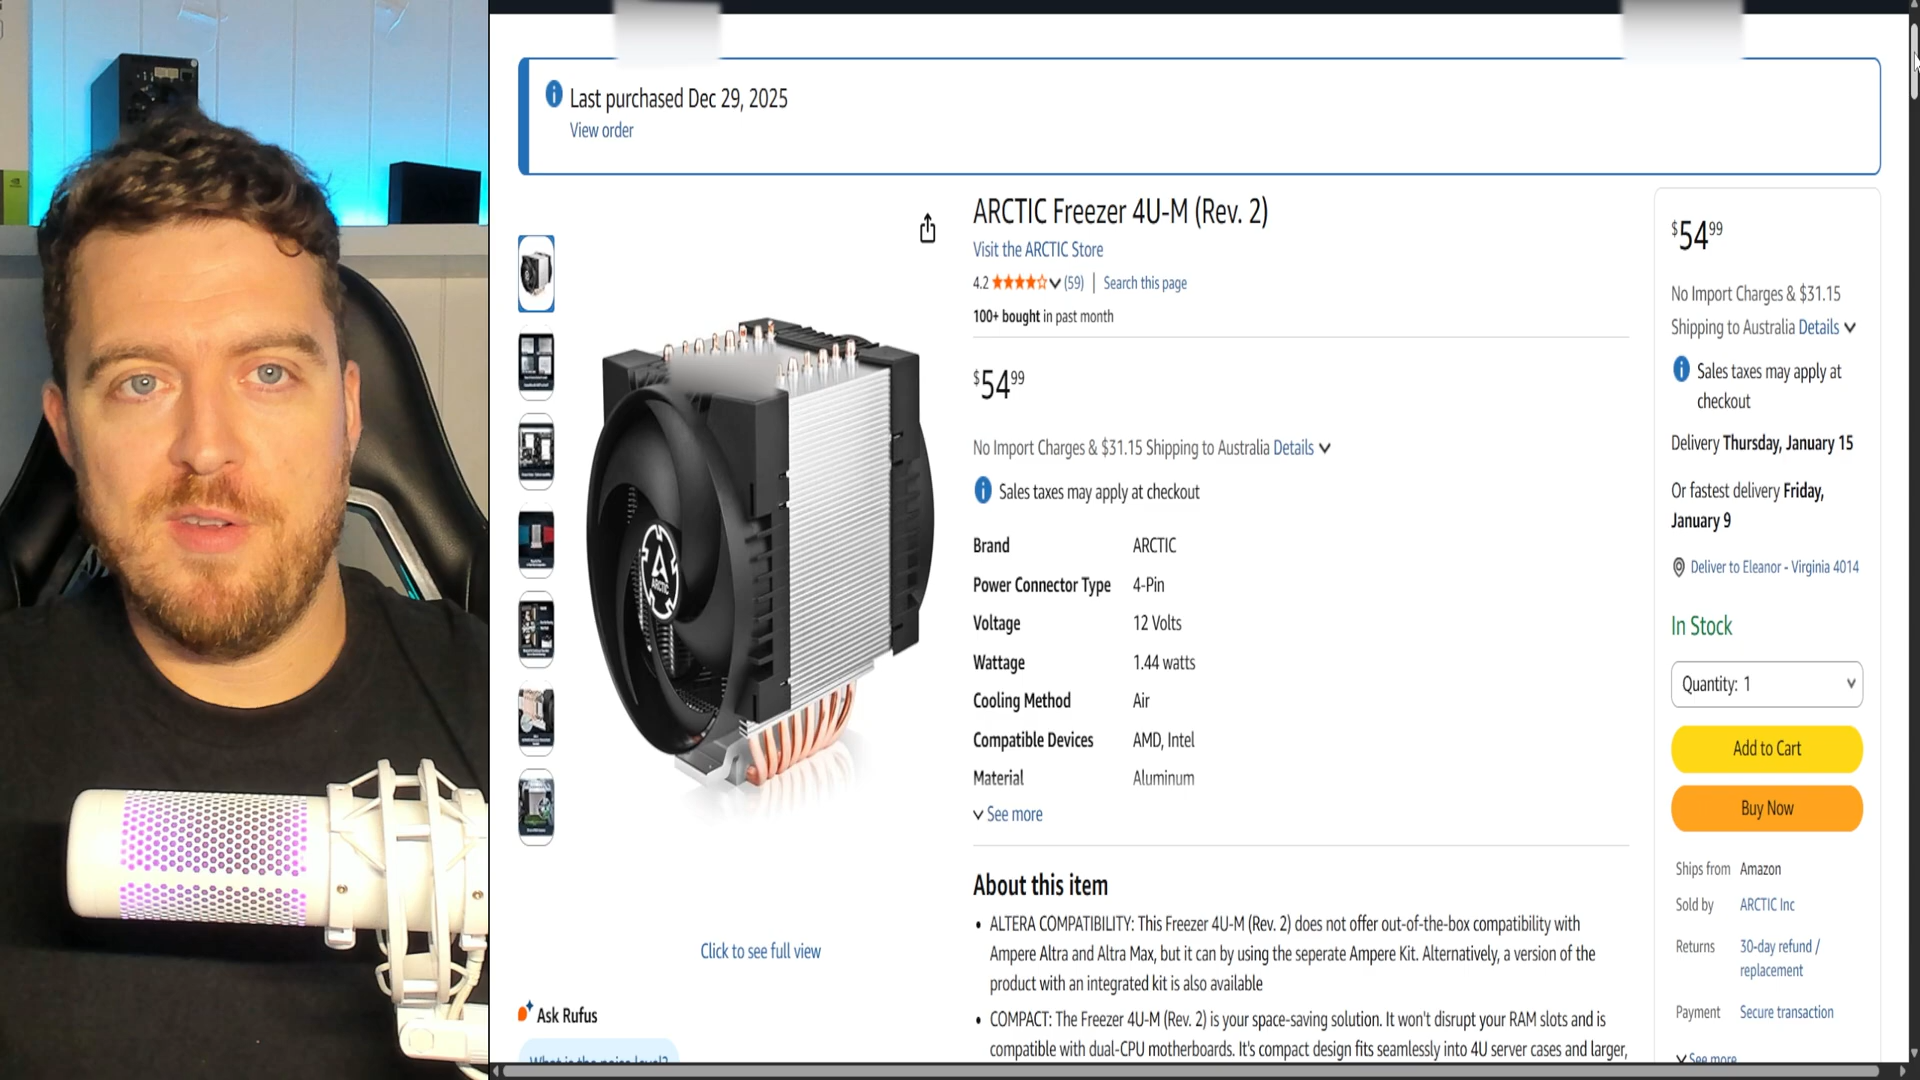 Last purchased Dec 29, 2025
View order
ARCTIC Freezer 4U-M (Rev. 2)
Visit the ARCTIC Store
4.2 (59) | Search this page
100+ bought in past month
$54 99
No Import Charges & $31.15 Shipping to Australia Details
Sales taxes may apply at checkout
Brand ARCTIC
Power Connector Type 4-Pin
Voltage 12 Volts
Wattage 1.44 watts
Cooling Method Air
Compatible Devices AMD, Intel
Material Aluminum
See more
About this item
• ALTERA COMPATIBILITY: This Freezer 4U-M (Rev. 2) does not offer out-of-the-box compatibility with
Ampere Altra and Altra Max, but it can by using the seperate Ampere Kit. Alternatively, a version of the
product with an integrated kit is also available
• COMPACT: The Freezer 4U-M (Rev. 2) is your space-saving solution. It won't disrupt your RAM slots and is
compatible with dual-CPU motherboards. It's compact design fits seamlessly into 4U server cases and larger,
ARCTIC
Click to see full view
Ask Rufus
What is the noise level?
$54 99
No Import Charges & $31.15
Shipping to Australia Details
Sales taxes may apply at
checkout
Delivery Thursday, January 15
Or fastest delivery Friday,
January 9
Deliver to Eleanor - Virginia 4014
In Stock
Quantity: 1
Add to Cart
Buy Now
Ships from Amazon
Sold by ARCTIC Inc
Returns 30-day refund /
replacement
Payment Secure transaction
See more